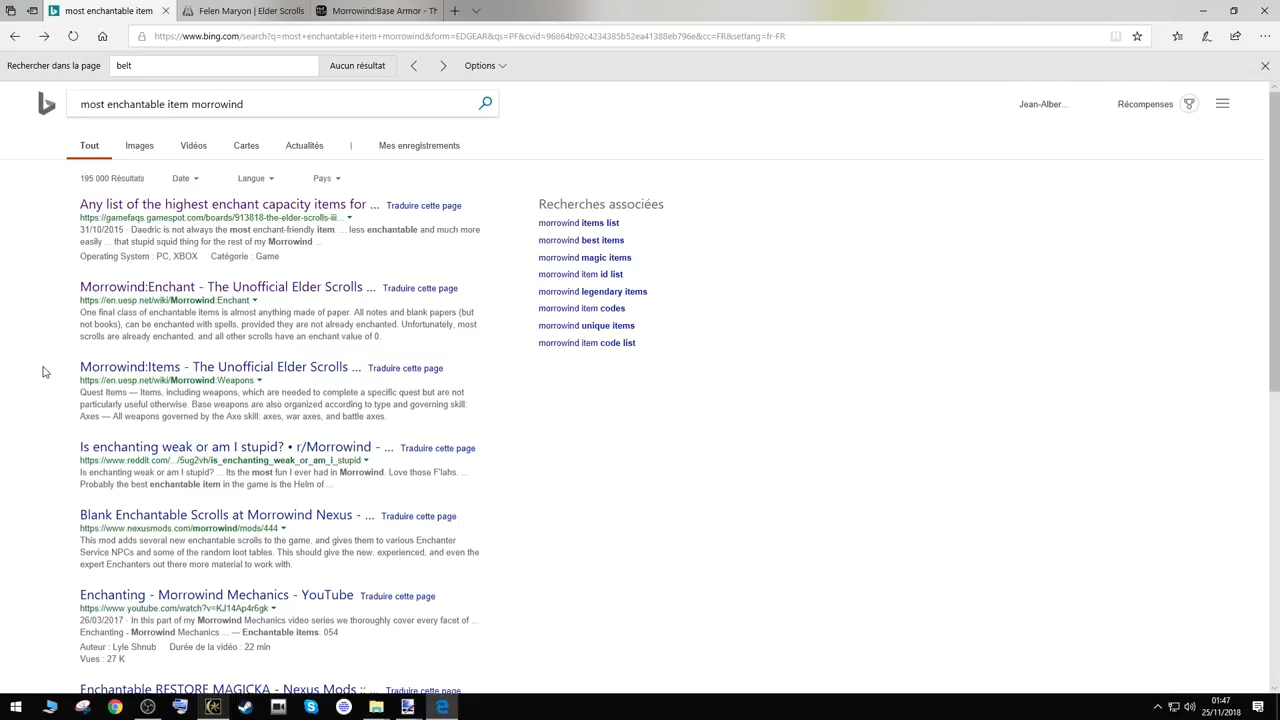 most enchantable item m
https://www.bing.com/search?q=most+enchantable+item+morrowind&form=EDGEAR&qs=PF&cvid=96864b92c4234385b52ea41388eb796e&cc=FR&setlang=fr-FR
Rechercher dans la page belt Aucun résultat Options
most enchantable item morrowind
Jean-Alber... Récompenses
Tout Images Vidéos Cartes Actualités | Mes enregistrements
195 000 Résultats Date Langue Pays
Any list of the highest enchant capacity items for ... Traduire cette page
https://gamefaqs.gamespot.com/boards/913818-the-elder-scrolls-iii...
31/10/2015 · Daedric is not always the most enchant-friendly item. ... less enchantable and much more
easily ... that stupid squid thing for the rest of my Morrowind ...
Operating System : PC, XBOX Catégorie : Game
Morrowind:Enchant - The Unofficial Elder Scrolls ... Traduire cette page
https://en.uesp.net/wiki/Morrowind:Enchant
One final class of enchantable items is almost anything made of paper. All notes and blank papers (but
not books), can be enchanted with spells, provided they are not already enchanted. Unfortunately, most
scrolls are already enchanted, and all other scrolls have an enchant value of 0.
Morrowind:Items - The Unofficial Elder Scrolls ... Traduire cette page
https://en.uesp.net/wiki/Morrowind:Weapons
Quest Items — Items, including weapons, which are needed to complete a specific quest but are not
particularly useful otherwise. Base weapons are also organized according to type and governing skill:
Axes — All weapons governed by the Axe skill: axes, war axes, and battle axes.
Is enchanting weak or am I stupid? • r/Morrowind - ... Traduire cette page
https://www.reddit.com/.../5ug2vh/is_enchanting_weak_or_am_i_stupid
Is enchanting weak or am I stupid? ... Its the most fun I ever had in Morrowind. Love those F'lahs. ...
Probably the best enchantable item in the game is the Helm of ...
Blank Enchantable Scrolls at Morrowind Nexus - ... Traduire cette page
https://www.nexusmods.com/morrowind/mods/444
This mod adds several new enchantable scrolls to the game, and gives them to various Enchanter
Service NPCs and some of the random loot tables. This should give the new, experienced, and even the
expert Enchanters out there more material to work with.
Enchanting - Morrowind Mechanics - YouTube Traduire cette page
https://www.youtube.com/watch?v=KJ14Ap4r6gk
26/03/2017 · In this part of my Morrowind Mechanics video series we thoroughly cover every facet of ...
Enchanting - Morrowind Mechanics ... --- Enchantable items. 054
Auteur : Lyle Shnub Durée de la vidéo : 22 min
Vues : 27 K
Enchantable RESTORE MAGICKA - Nexus Mods :: ... Traduire cette page
Recherches associées
morrowind items list
morrowind best items
morrowind magic items
morrowind item id list
morrowind legendary items
morrowind item codes
morrowind unique items
morrowind item code list
01:47
25/11/2018